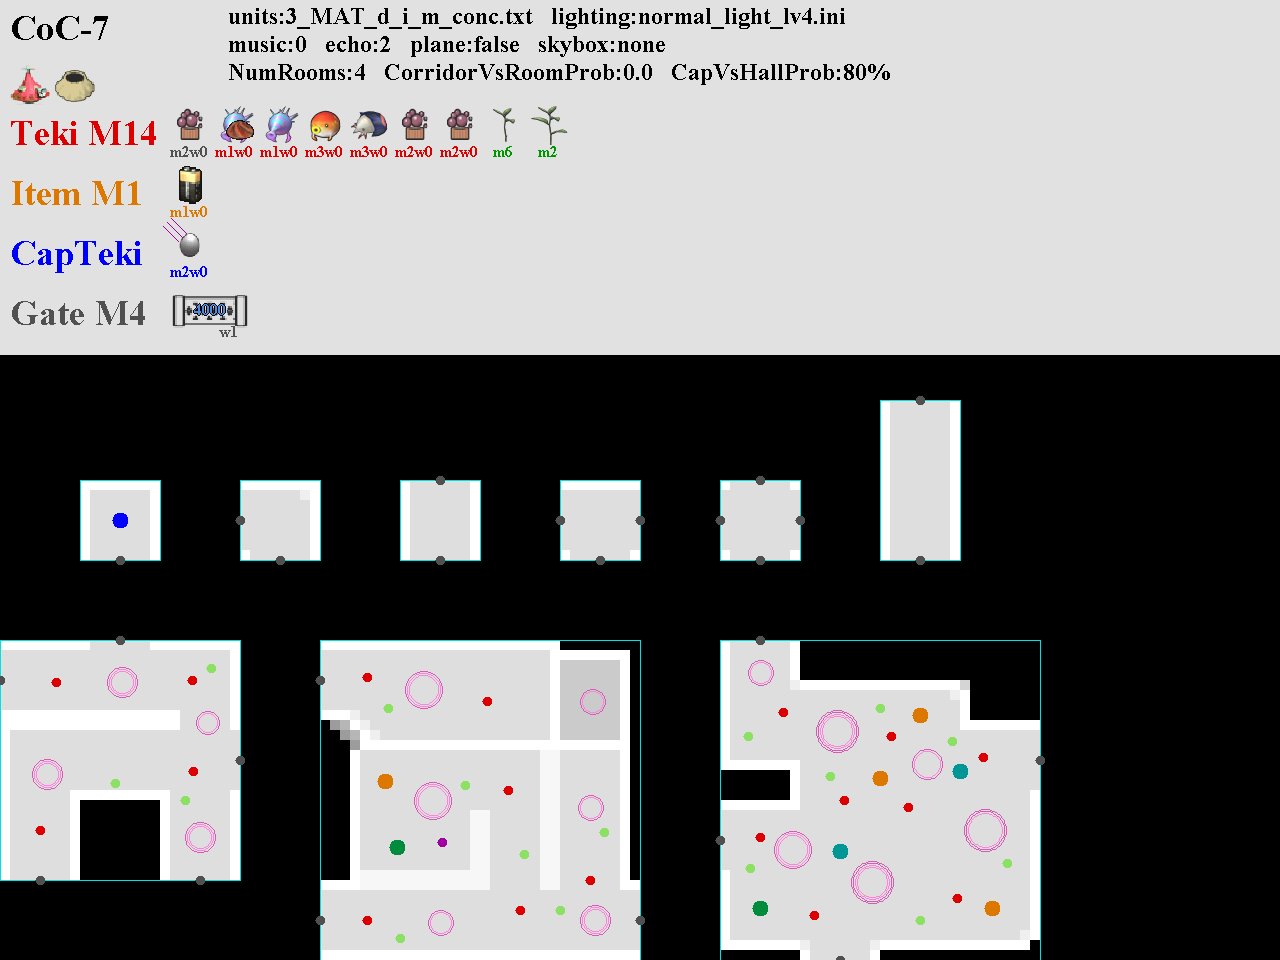 CoC-7
units:3_MAT_d_i_m_conc.txt lighting:normal_light_lv4.ini
music:0 echo:2 plane:false skybox:none
NumRooms:4 CorridorVsRoomProb:0.0 CapVsHallProb:80%
Teki M14
m2w0 m1w0 m1w0 m3w0 m3w0 m2w0 m2w0 m6 m2
Item M1
m1w0
CapTeki
m2w0
Gate M4
4000
w1